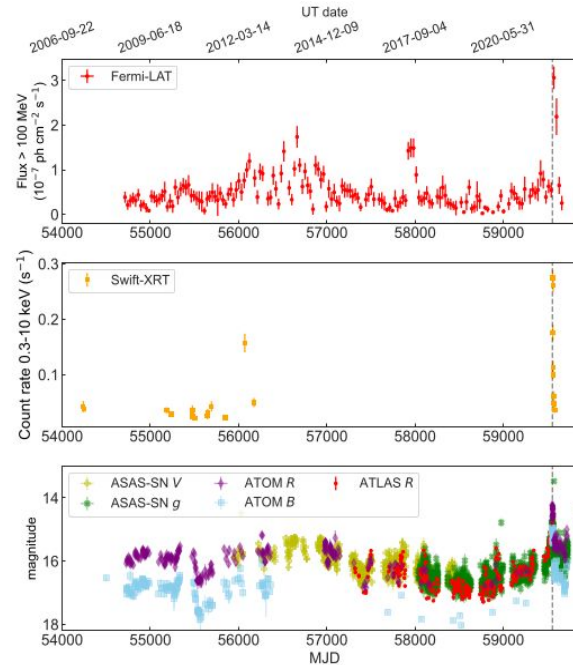 UT date
2006-09-22 2009-06-18 2012-03-14 2014-12-09 2017-09-04 2020-05-31
Flux > 100 MeV
(10⁻⁷ ph cm⁻² s⁻¹)
3
2
1
0
Fermi-LAT
54000 55000 56000 57000 58000 59000
Count rate 0.3-10 keV (s⁻¹)
0.3
0.2
0.1
Swift-XRT
54000 55000 56000 57000 58000 59000
magnitude
14
16
18
ASAS-SN V ATOM R ATLAS R
ASAS-SN g ATOM B
54000 55000 56000 57000 58000 59000
MJD